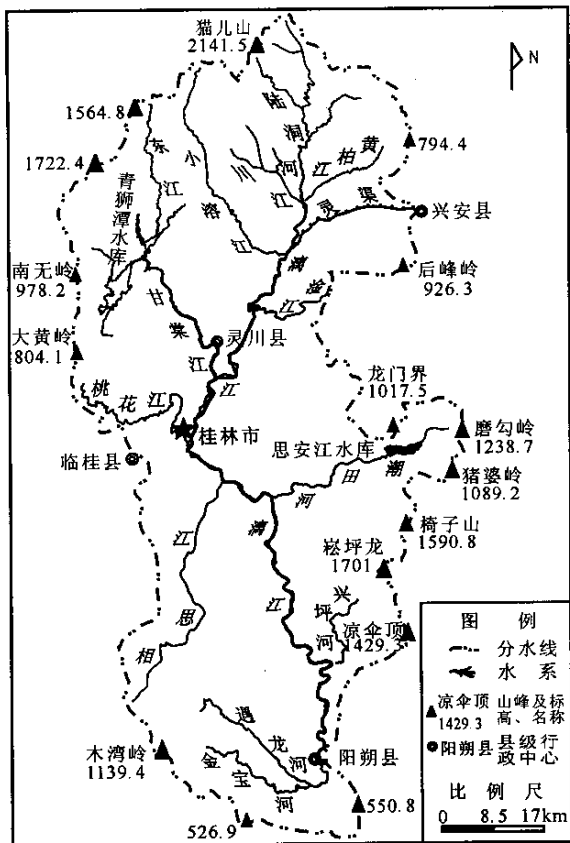 猫儿山
2141.5
N
1564.8
陆洞河
黄柏江
794.4
1722.4
东江
小溶江
川江
灵渠
兴安县
青狮潭水库
南无岭
978.2
后峰岭
926.3
漓江
淦江
甘棠江
灵川县
大黄岭
804.1
龙门界
1017.5
桃花江
桂林市
磨勾岭
1238.7
思安江水库
临桂县
潮田河
猪婆岭
1089.2
椅子山
1590.8
漓江
崧坪龙
1701
兴坪河
凉伞顶
1429.3
相思江
遇龙河
金宝河
阳朔县
木湾岭
1139.4
526.9
550.8
图 例
分水线
水 系
凉伞顶
1429.3
山峰及标
高、名称
阳朔县
县级行
政中心
比 例 尺
0 8.5 17km